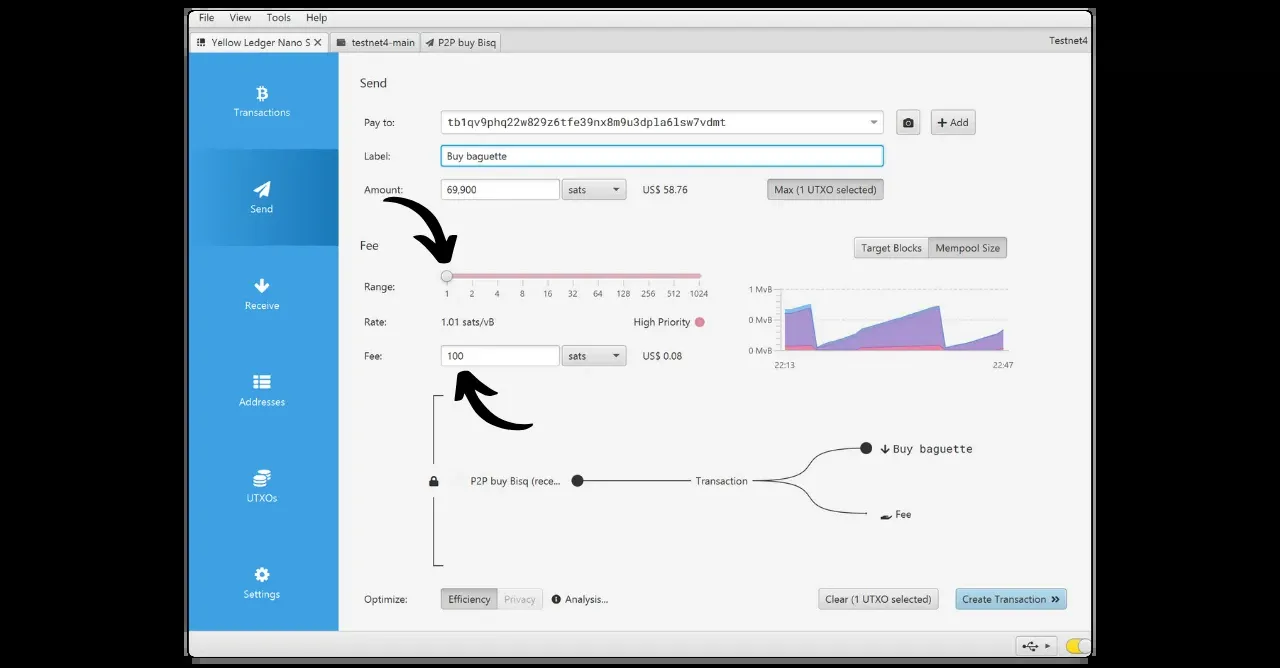 File View Tools Help
Yellow Ledger Nano S testnet4-main P2P buy Bisq Testnet4
Transactions
Send
Receive
Addresses
UTXOs
Settings
Send
Pay to: tb1qv9phq22w829z6tfe39nx8m9u3dpla6lsw7vdmt + Add
Label: Buy baguette
Amount: 69,900 sats US$ 58.76 Max (1 UTXO selected)
Fee Target Blocks Mempool Size
Range: 1 2 4 8 16 32 64 128 256 512 1024
Rate: 1.01 sats/vB High Priority
Fee: 100 sats US$ 0.08
1 MvB
0 MvB
0 MvB
22:13 22:47
Buy baguette
P2P buy Bisq (rece... Transaction
Fee
Optimize: Efficiency Privacy Analysis... Clear (1 UTXO selected) Create Transaction